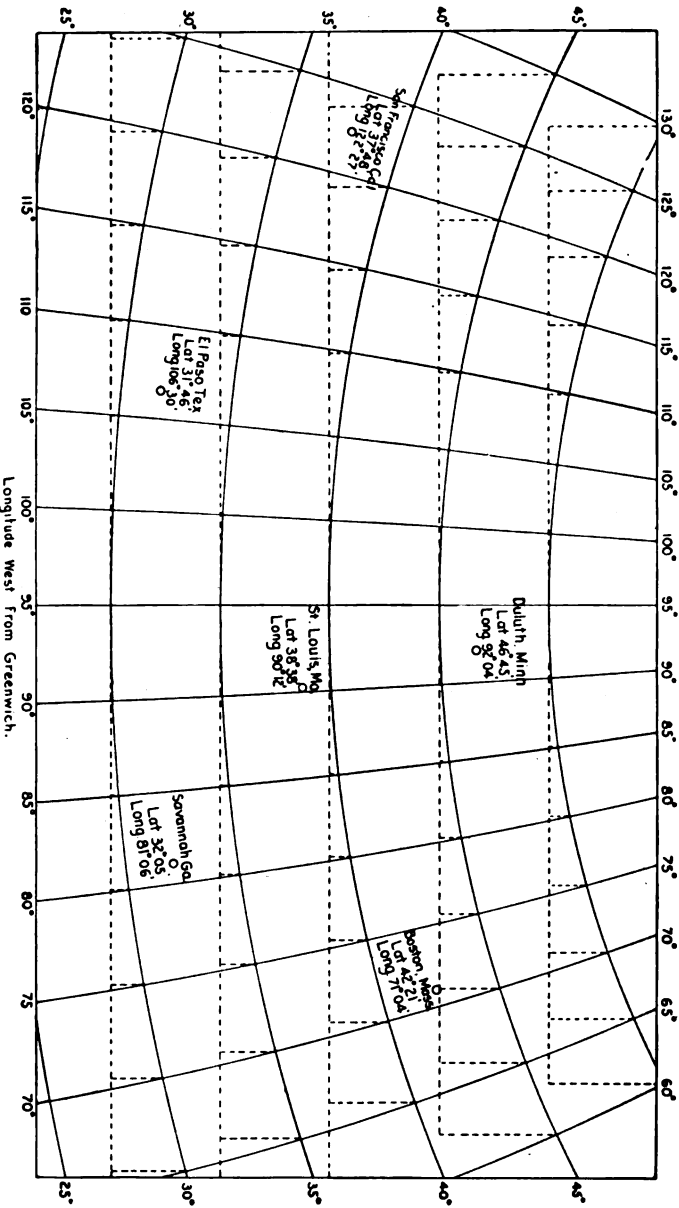 130° 125° 120° 115° 110° 105° 100° 95° 90° 85° 80° 75° 70° 65° 60°
45°
45°
Duluth, Minn
Lat 46°45'
Long 92°04'
40°
40°
San Francisco Cal
Lat 37°48'
Long 122°27'
Boston, Mass
Lat 42°21'
Long 71°04'
35°
35°
St. Louis, Mo.
Lat 38°38'
Long 90°12'
30°
30°
El Paso Tex
Lat 31°46'
Long 106°30'
Savannah Ga.
Lat 32°05'
Long 81°06'
25°
25°
120° 115° 110 105° 100° 95° 90° 85° 80° 75° 70°
Longitude West From Greenwich.